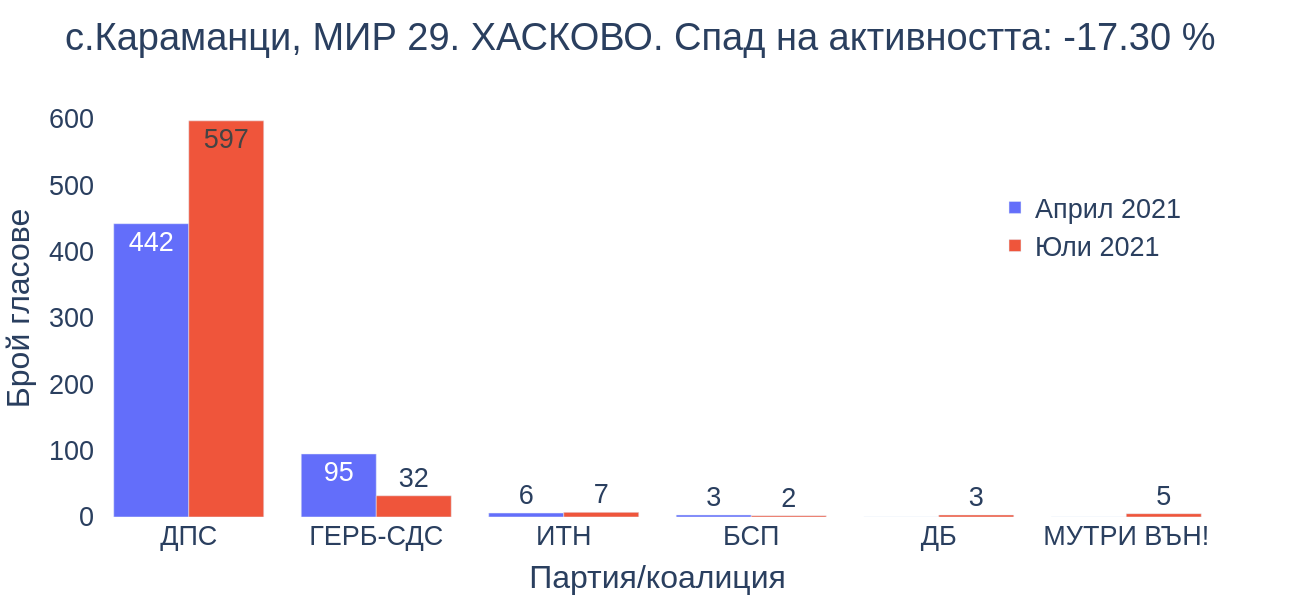 с.Караманци, МИР 29. ХАСКОВО. Спад на активността: -17.30 %
600
500
400
300
200
100
0
Брой гласове
442
597
95
32
6
7
3
2
3
5
Април 2021
Юли 2021
ДПС
ГЕРБ-СДС
ИТН
БСП
ДБ
МУТРИ ВЪН!
Партия/коалиция